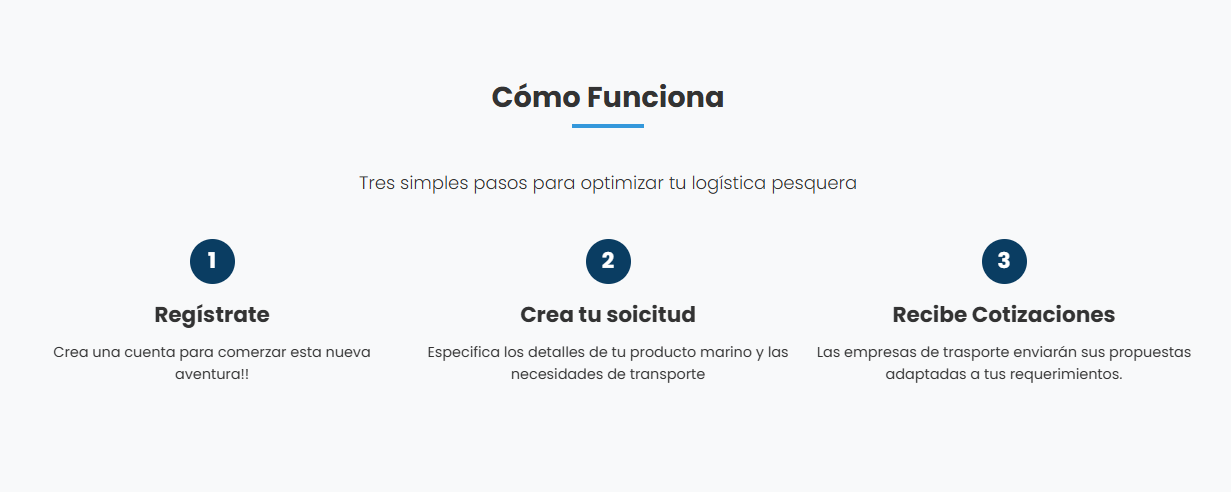 Cómo Funciona
Tres simples pasos para optimizar tu logística pesquera
1
2
3
Regístrate
Crea tu soicitud
Recibe Cotizaciones
Crea una cuenta para comerzar esta nueva
aventura!!
Especifica los detalles de tu producto marino y las
necesidades de transporte
Las empresas de trasporte enviarán sus propuestas
adaptadas a tus requerimientos.